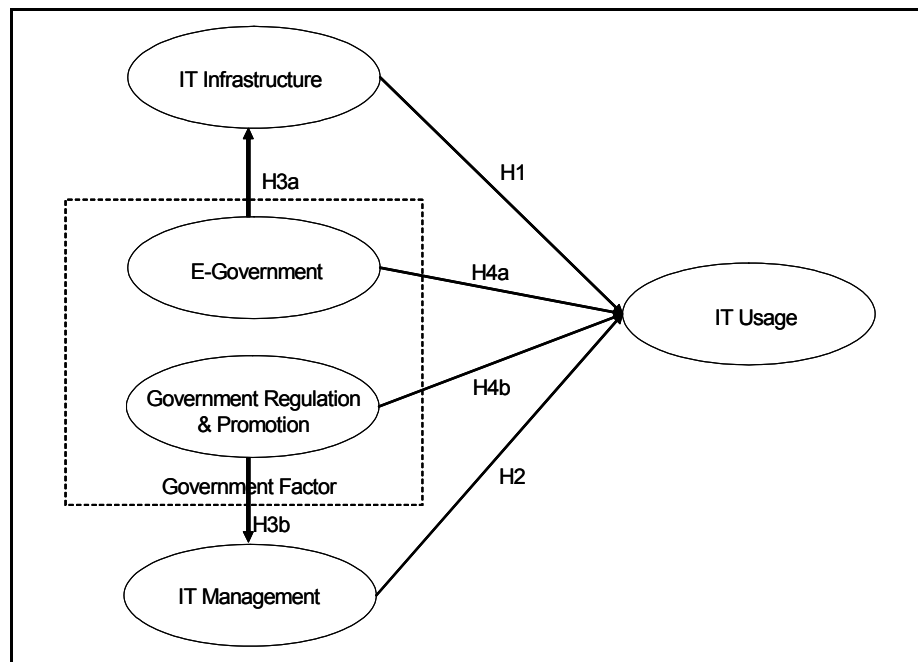 IT Infrastructure
H1
H3a
E-Government
H4a
IT Usage
Government Regulation
& Promotion
H4b
Government Factor
H2
H3b
IT Management